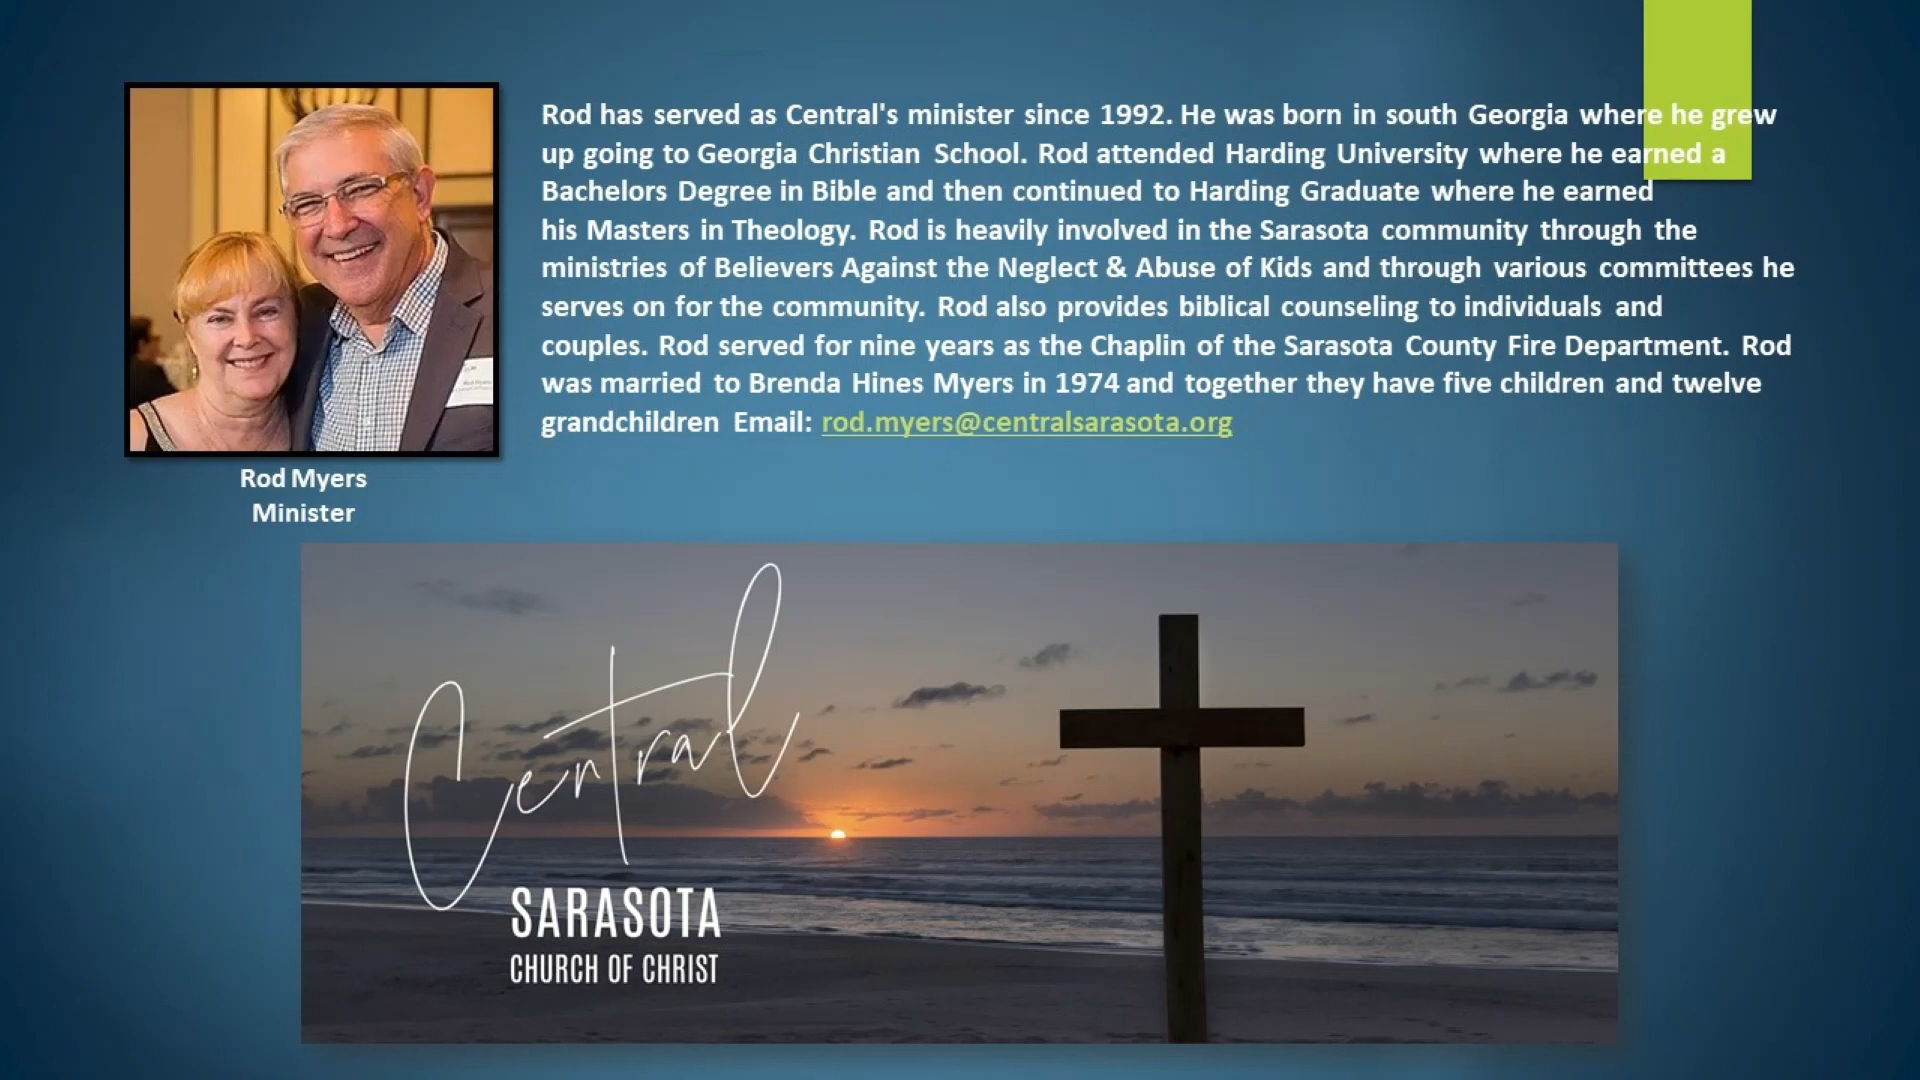 Rod has served as Central's minister since 1992. He was born in south Georgia where he grew
up going to Georgia Christian School. Rod attended Harding University where he earned a
Bachelors Degree in Bible and then continued to Harding Graduate where he earned
his Masters in Theology. Rod is heavily involved in the Sarasota community through the
ministries of Believers Against the Neglect & Abuse of Kids and through various committees he
serves on for the community. Rod also provides biblical counseling to individuals and
couples. Rod served for nine years as the Chaplin of the Sarasota County Fire Department. Rod
was married to Brenda Hines Myers in 1974 and together they have five children and twelve
grandchildren Email: rod.myers@centralsarasota.org
Rod Myers
Minister
Central
SARASOTA
CHURCH OF CHRIST